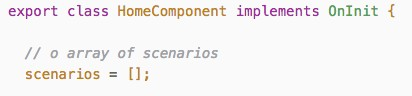 export class HomeComponent implements OnInit {
// o array of scenarios
scenarios = [];